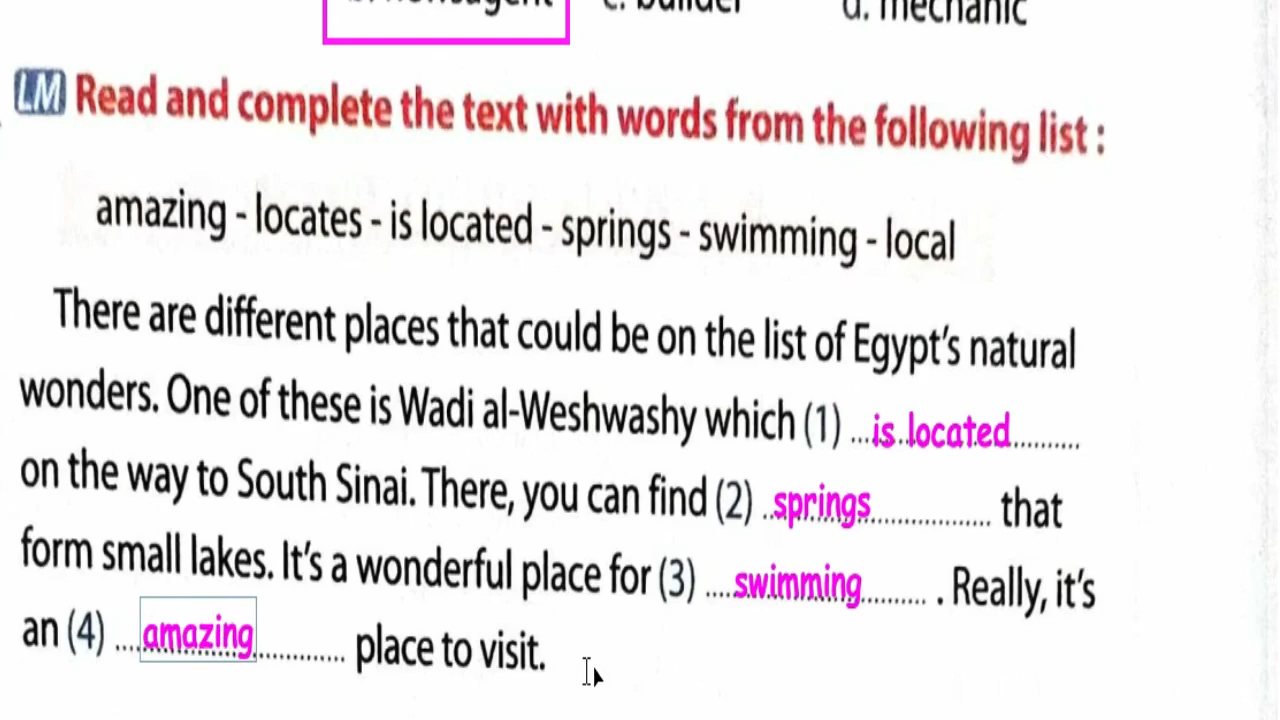 c. builder d. mechanic
LM Read and complete the text with words from the following list :
amazing - locates - is located - springs - swimming - local
There are different places that could be on the list of Egypt's natural
wonders. One of these is Wadi al-Weshwashy which (1) ...is located..........
on the way to South Sinai. There, you can find (2) ..springs.................. that
form small lakes. It's a wonderful place for (3) ....swimming.......... . Really, it's
an (4) ....amazing.............. place to visit.